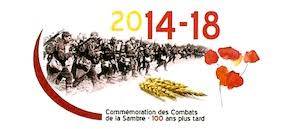 2014-18
Commémoration des Combats
de la Sambre - 100 ans plus tard